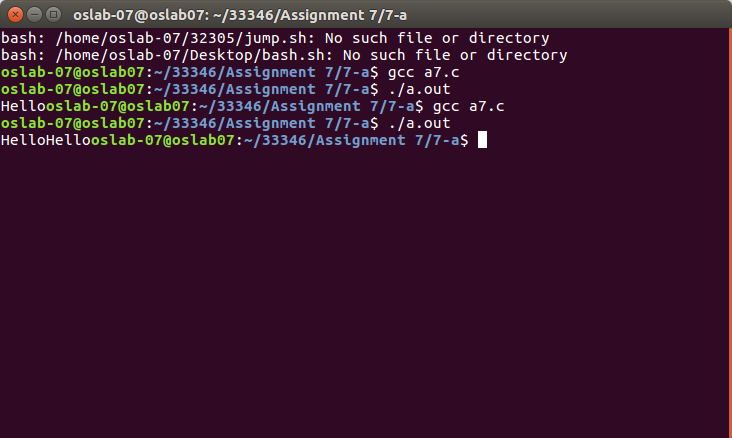 oslab-07@oslab07: ~/33346/Assignment 7/7-a
bash: /home/oslab-07/32305/jump.sh: No such file or directory
bash: /home/oslab-07/Desktop/bash.sh: No such file or directory
oslab-07@oslab07:~/33346/Assignment 7/7-a$ gcc a7.c
oslab-07@oslab07:~/33346/Assignment 7/7-a$ ./a.out
Hellooslab-07@oslab07:~/33346/Assignment 7/7-a$ gcc a7.c
oslab-07@oslab07:~/33346/Assignment 7/7-a$ ./a.out
HelloHellooslab-07@oslab07:~/33346/Assignment 7/7-a$